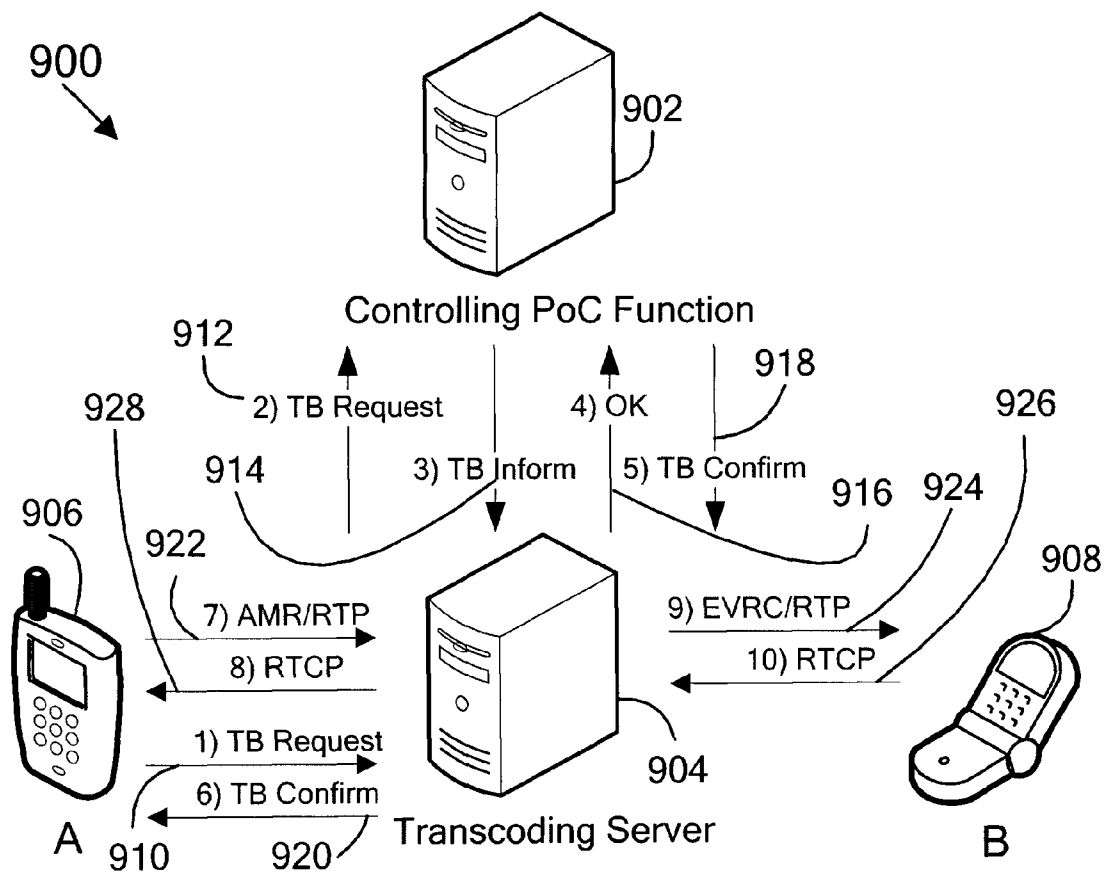 900
902
Controlling PoC Function
912
918
928
2) TB Request
4) OK
926
914
3) TB Inform
5) TB Confirm
916
924
906
922
908
7) AMR/RTP
9) EVRC/RTP
8) RTCP
10) RTCP
1) TB Request
904
6) TB Confirm
A
910
920
Transcoding Server
B